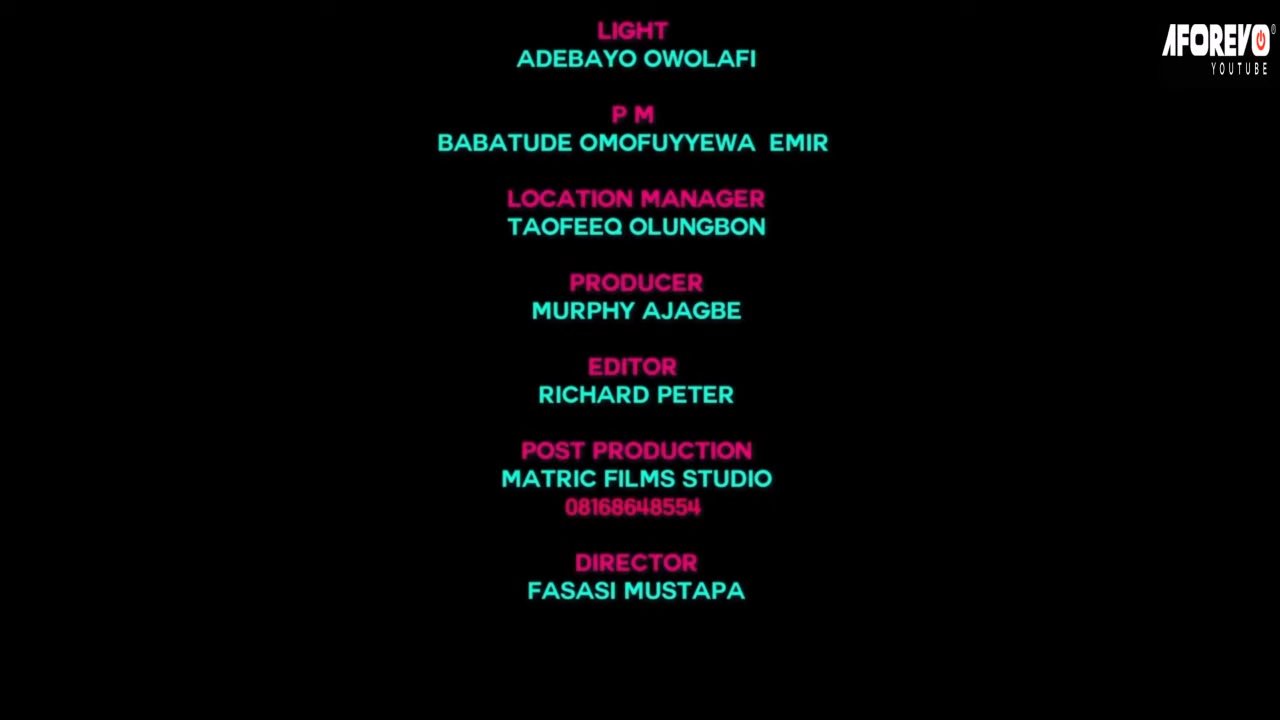 LIGHT
ADEBAYO OWOLAFI
P M
BABATUDE OMOFUYYEWA EMIR
LOCATION MANAGER
TAOFEEQ OLUNGBON
PRODUCER
MURPHY AJAGBE
EDITOR
RICHARD PETER
POST PRODUCTION
MATRIC FILMS STUDIO
08168648554
DIRECTOR
FASASI MUSTAPA
AFOREVO®
YOUTUBE